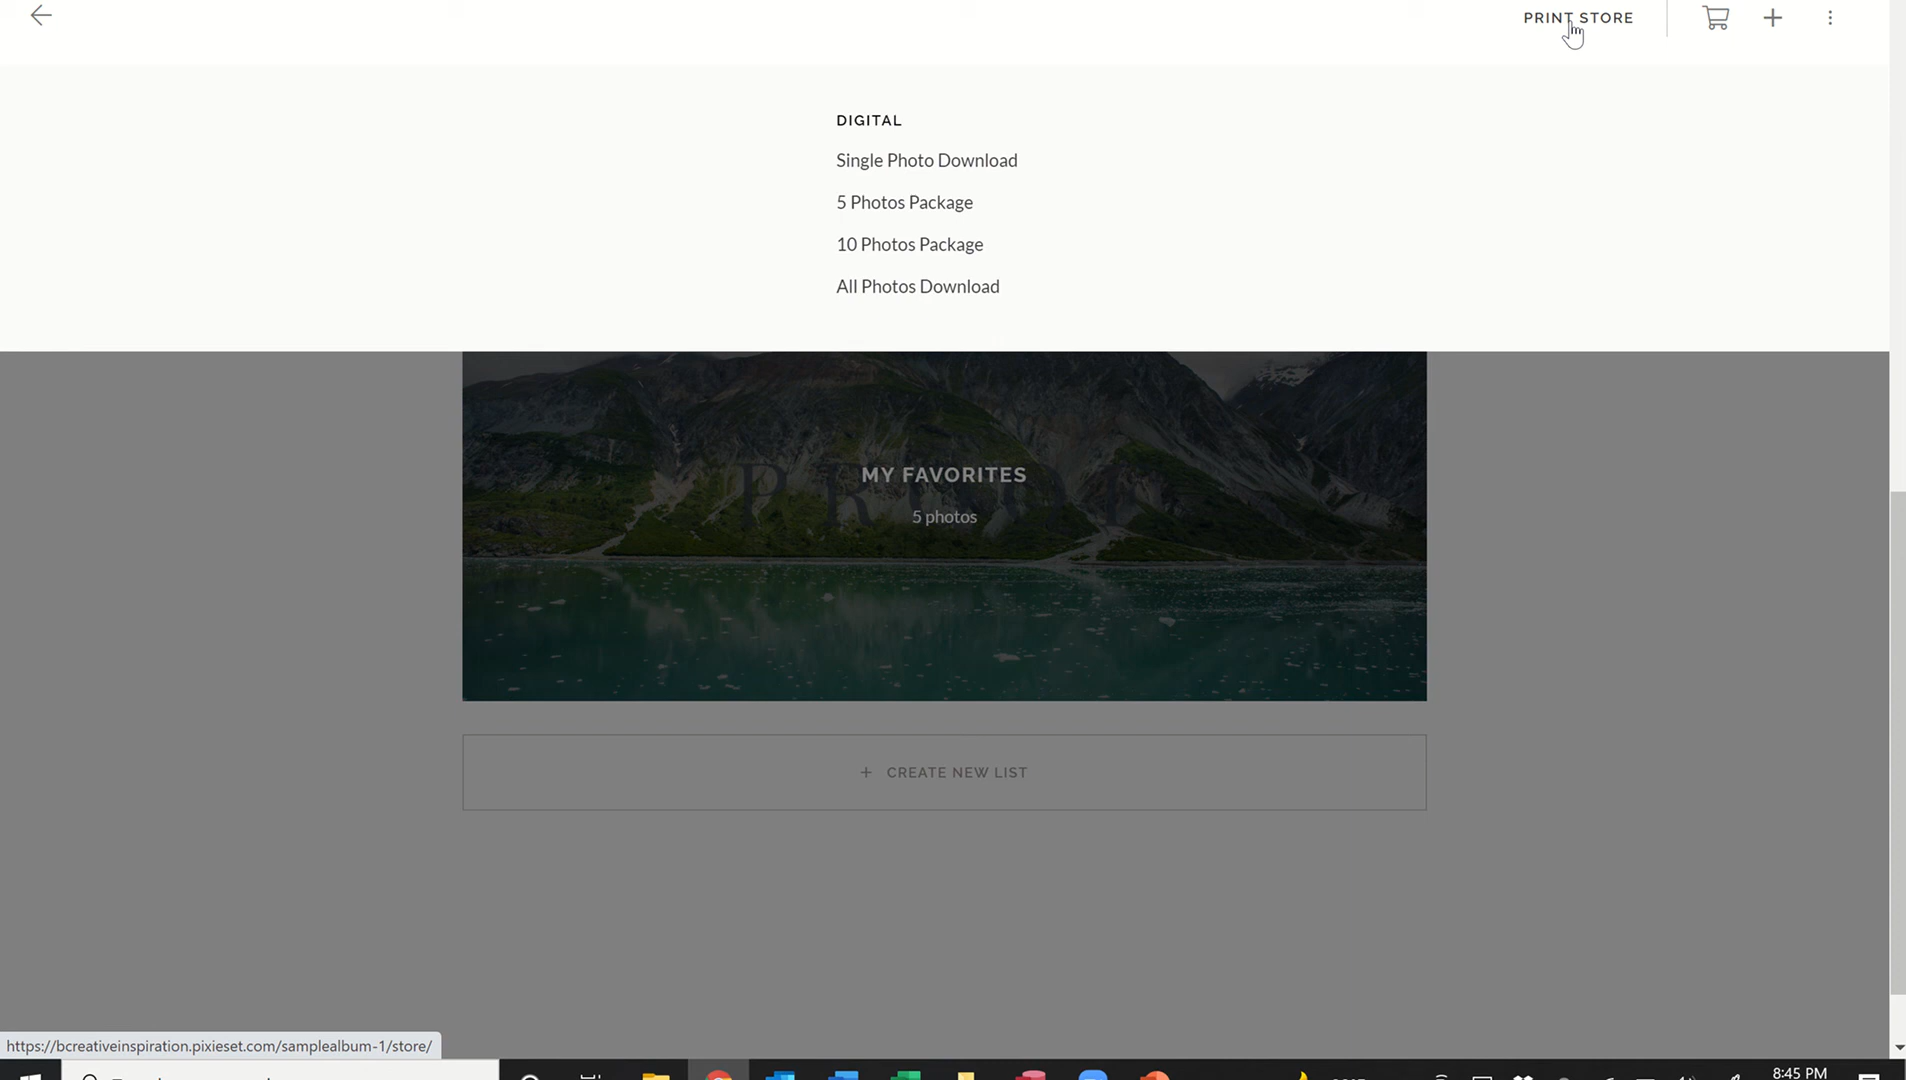 PRINT STORE
DIGITAL
Single Photo Download
5 Photos Package
10 Photos Package
All Photos Download
MY FAVORITES
5 photos
+ CREATE NEW LIST
https://bcreativeinspiration.pixieset.com/samplealbum-1/store/
8:45 PM